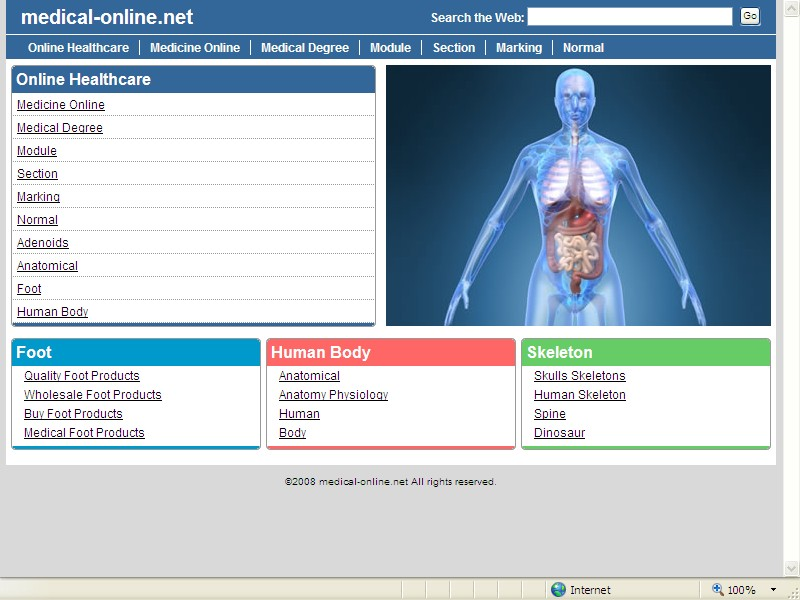 medical-online.net
Search the Web: Go
Online Healthcare Medicine Online Medical Degree Module Section Marking Normal
Online Healthcare
Medicine Online
Medical Degree
Module
Section
Marking
Normal
Adenoids
Anatomical
Foot
Human Body
Foot
Quality Foot Products
Wholesale Foot Products
Buy Foot Products
Medical Foot Products
Human Body
Anatomical
Anatomy Physiology
Human
Body
Skeleton
Skulls Skeletons
Human Skeleton
Spine
Dinosaur
©2008 medical-online.net All rights reserved.
Internet 100%